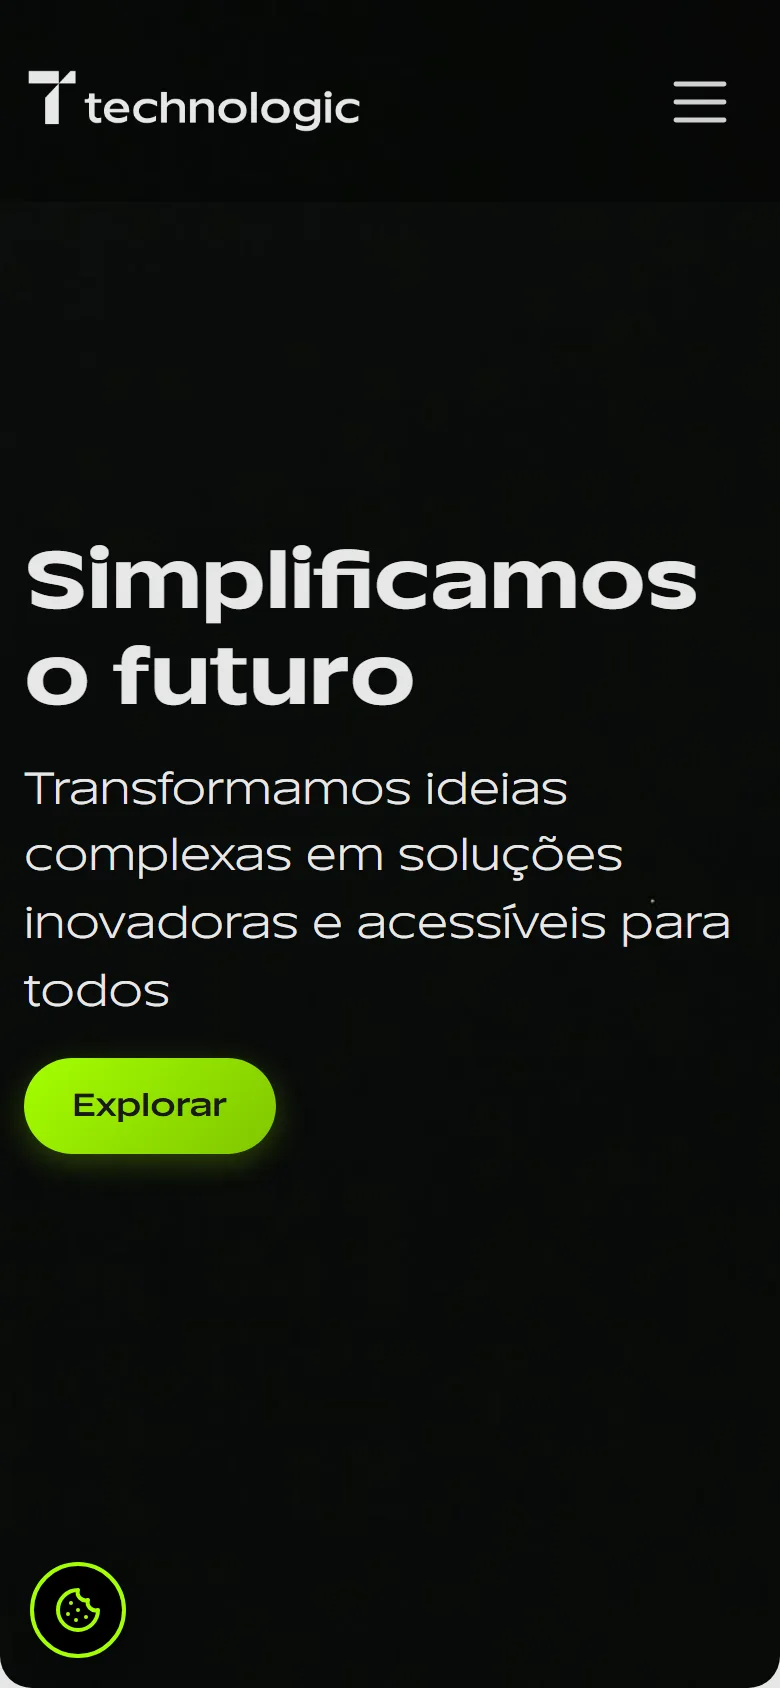 technologic
Simplificamos
o futuro
Transformamos ideias
complexas em soluções
inovadoras e acessíveis para
todos
Explorar